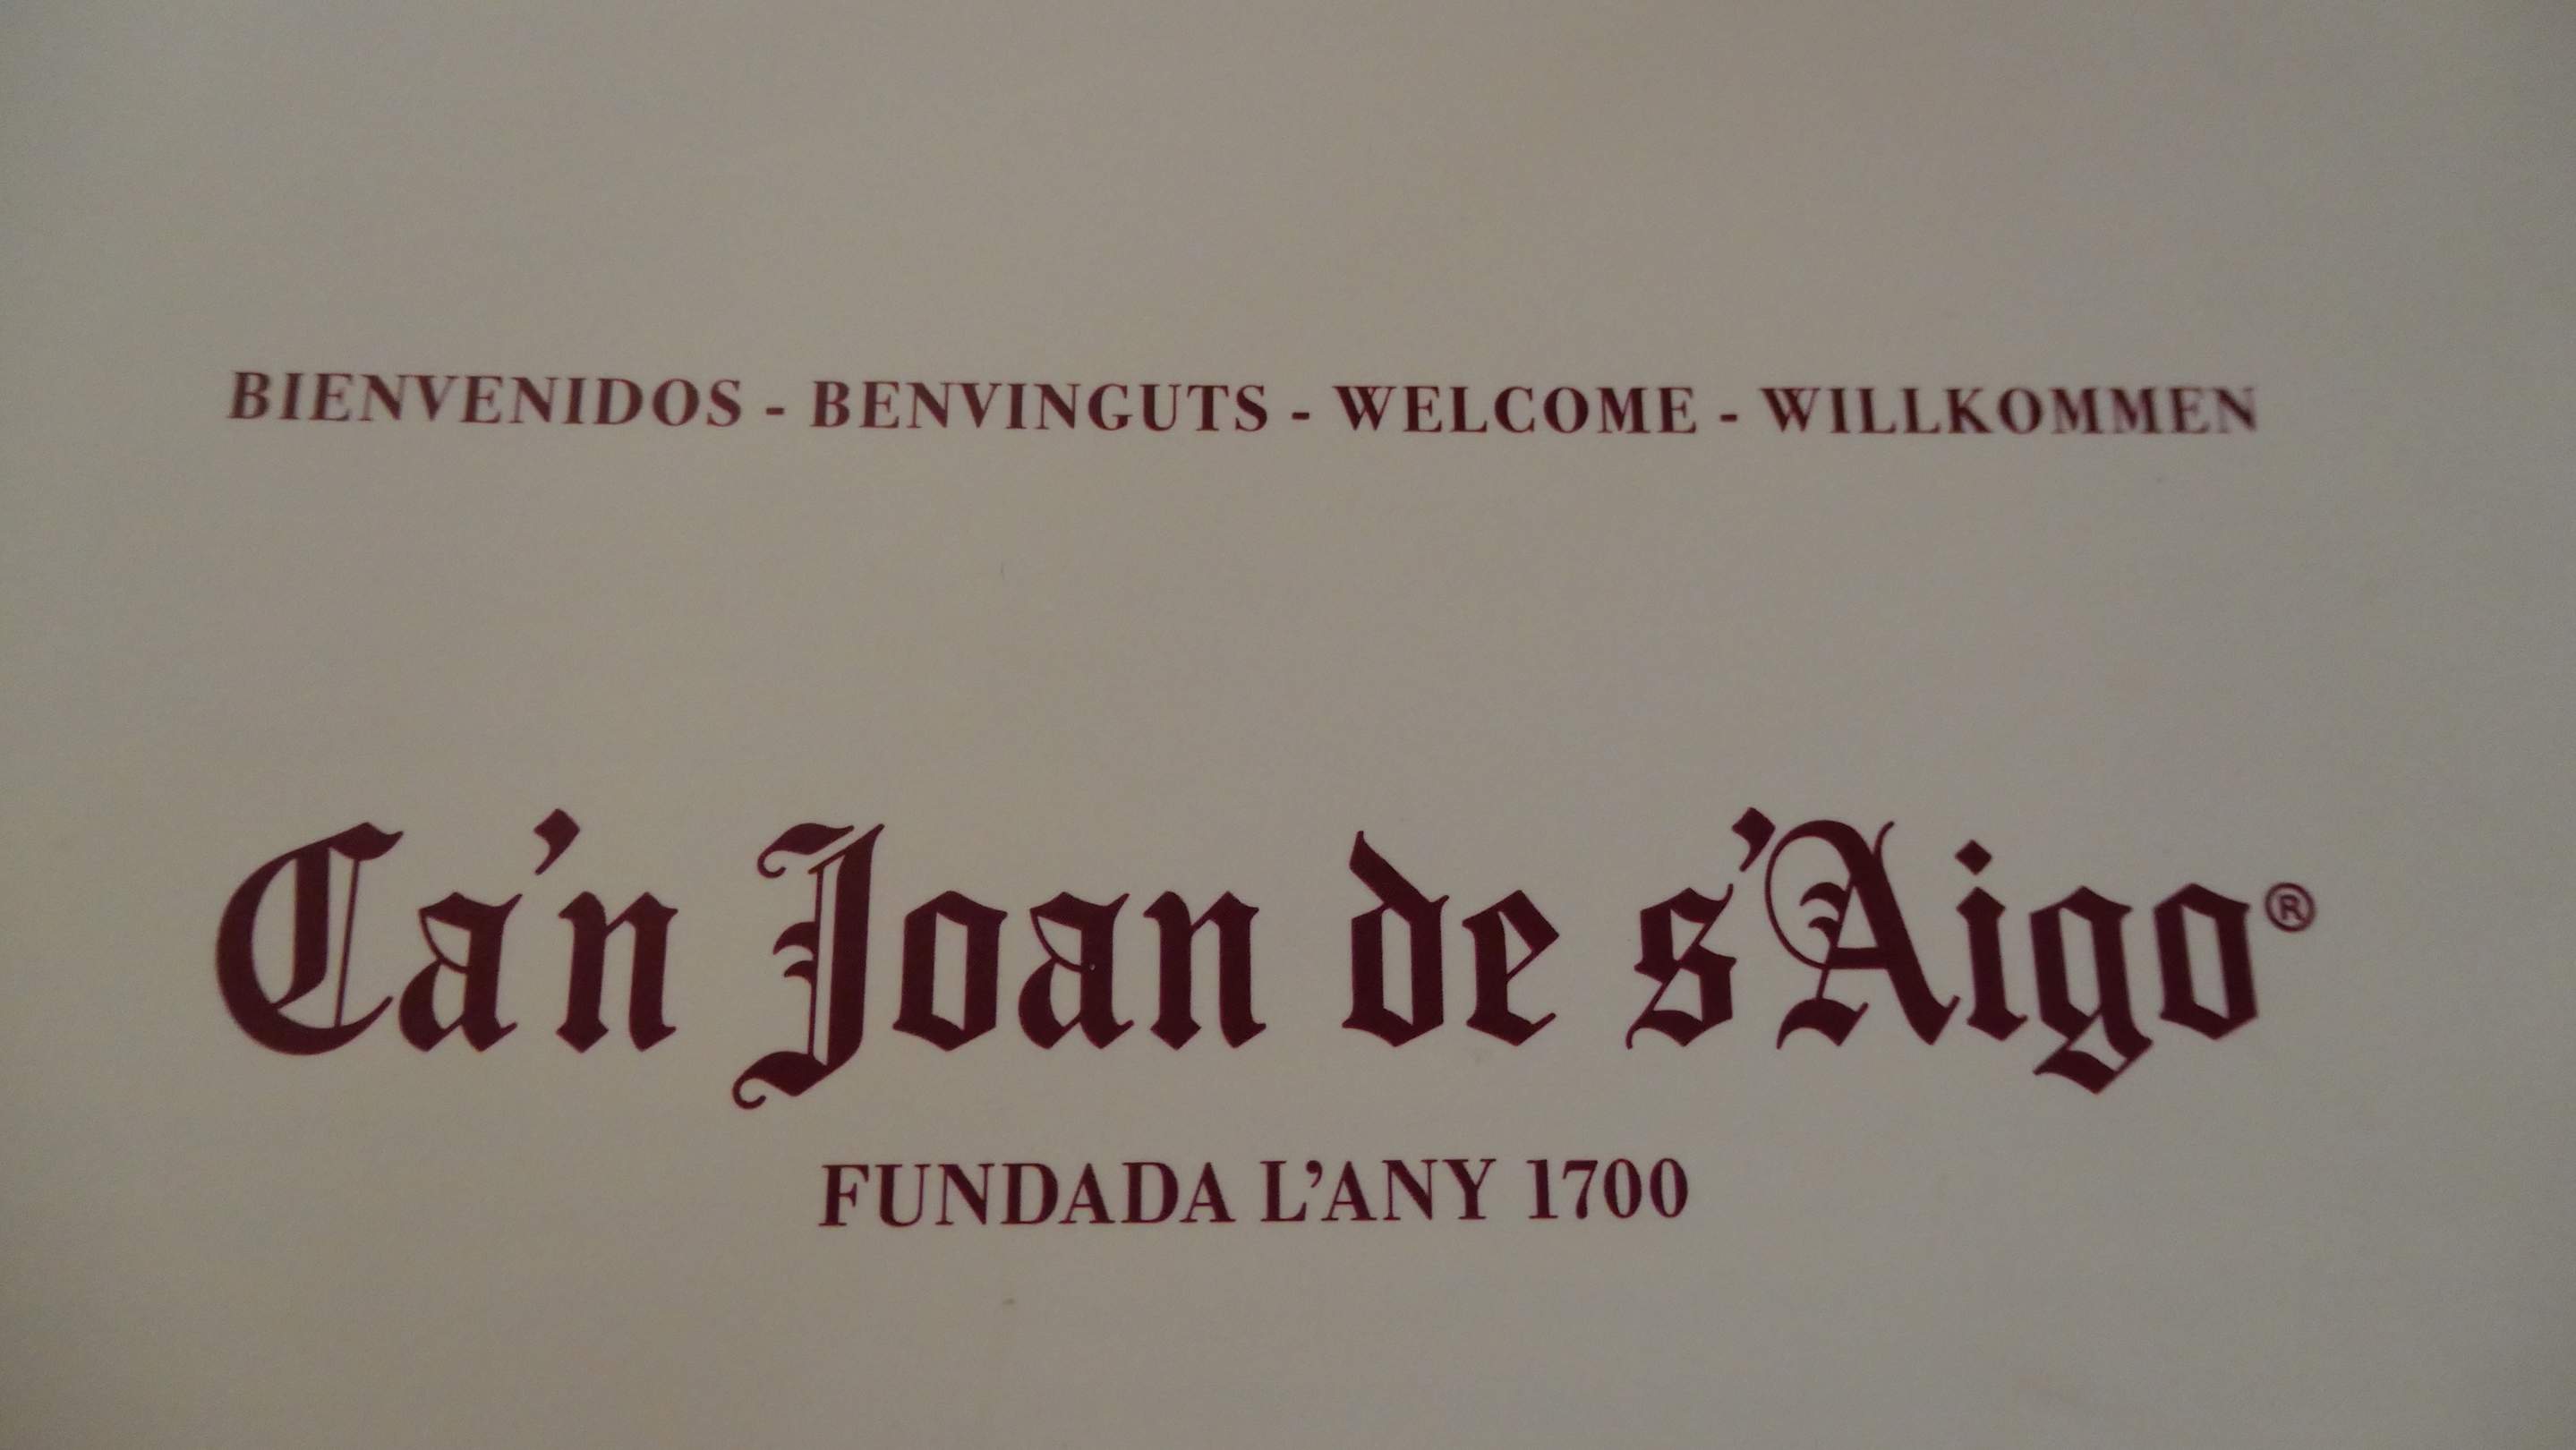 BIENVENIDOS - BENVINGUTS - WELCOME - WILLKOMMEN
Ca'n Joan de s'Aigo®
FUNDADA L'ANY 1700